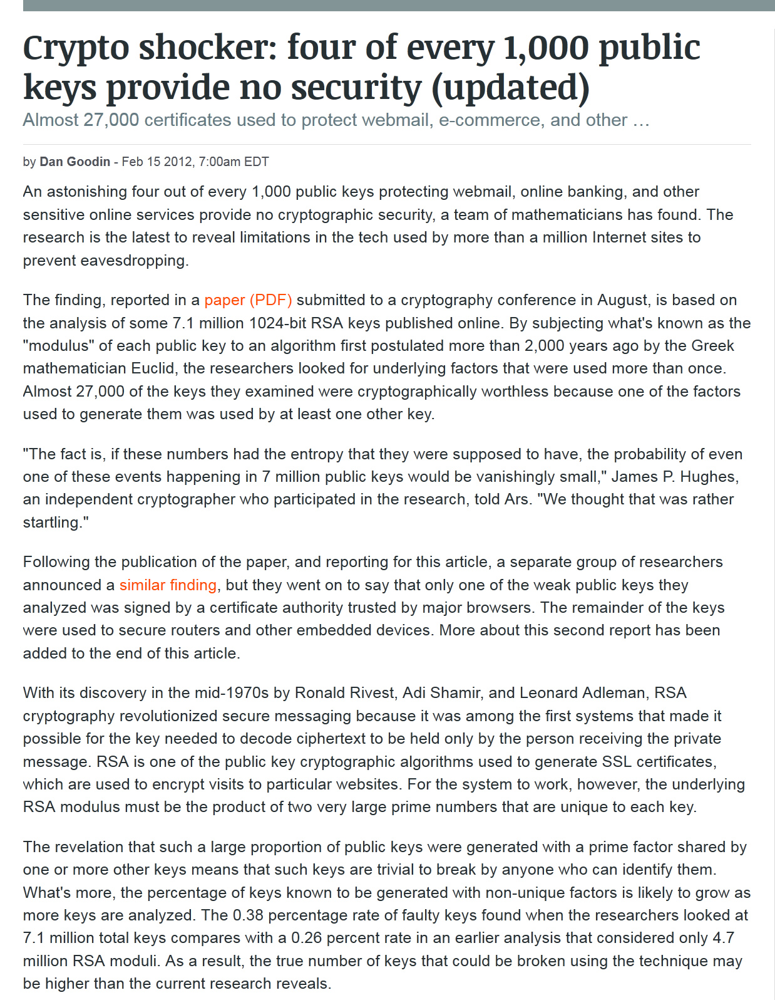 Crypto shocker: four of every 1,000 public
keys provide no security (updated)
Almost 27,000 certificates used to protect webmail, e-commerce, and other …
by Dan Goodin - Feb 15 2012, 7:00am EDT
An astonishing four out of every 1,000 public keys protecting webmail, online banking, and other
sensitive online services provide no cryptographic security, a team of mathematicians has found. The
research is the latest to reveal limitations in the tech used by more than a million Internet sites to
prevent eavesdropping.
The finding, reported in a paper (PDF) submitted to a cryptography conference in August, is based on
the analysis of some 7.1 million 1024-bit RSA keys published online. By subjecting what's known as the
"modulus" of each public key to an algorithm first postulated more than 2,000 years ago by the Greek
mathematician Euclid, the researchers looked for underlying factors that were used more than once.
Almost 27,000 of the keys they examined were cryptographically worthless because one of the factors
used to generate them was used by at least one other key.
"The fact is, if these numbers had the entropy that they were supposed to have, the probability of even
one of these events happening in 7 million public keys would be vanishingly small," James P. Hughes,
an independent cryptographer who participated in the research, told Ars. "We thought that was rather
startling."
Following the publication of the paper, and reporting for this article, a separate group of researchers
announced a similar finding, but they went on to say that only one of the weak public keys they
analyzed was signed by a certificate authority trusted by major browsers. The remainder of the keys
were used to secure routers and other embedded devices. More about this second report has been
added to the end of this article.
With its discovery in the mid-1970s by Ronald Rivest, Adi Shamir, and Leonard Adleman, RSA
cryptography revolutionized secure messaging because it was among the first systems that made it
possible for the key needed to decode ciphertext to be held only by the person receiving the private
message. RSA is one of the public key cryptographic algorithms used to generate SSL certificates,
which are used to encrypt visits to particular websites. For the system to work, however, the underlying
RSA modulus must be the product of two very large prime numbers that are unique to each key.
The revelation that such a large proportion of public keys were generated with a prime factor shared by
one or more other keys means that such keys are trivial to break by anyone who can identify them.
What's more, the percentage of keys known to be generated with non-unique factors is likely to grow as
more keys are analyzed. The 0.38 percentage rate of faulty keys found when the researchers looked at
7.1 million total keys compares with a 0.26 percent rate in an earlier analysis that considered only 4.7
million RSA moduli. As a result, the true number of keys that could be broken using the technique may
be higher than the current research reveals.